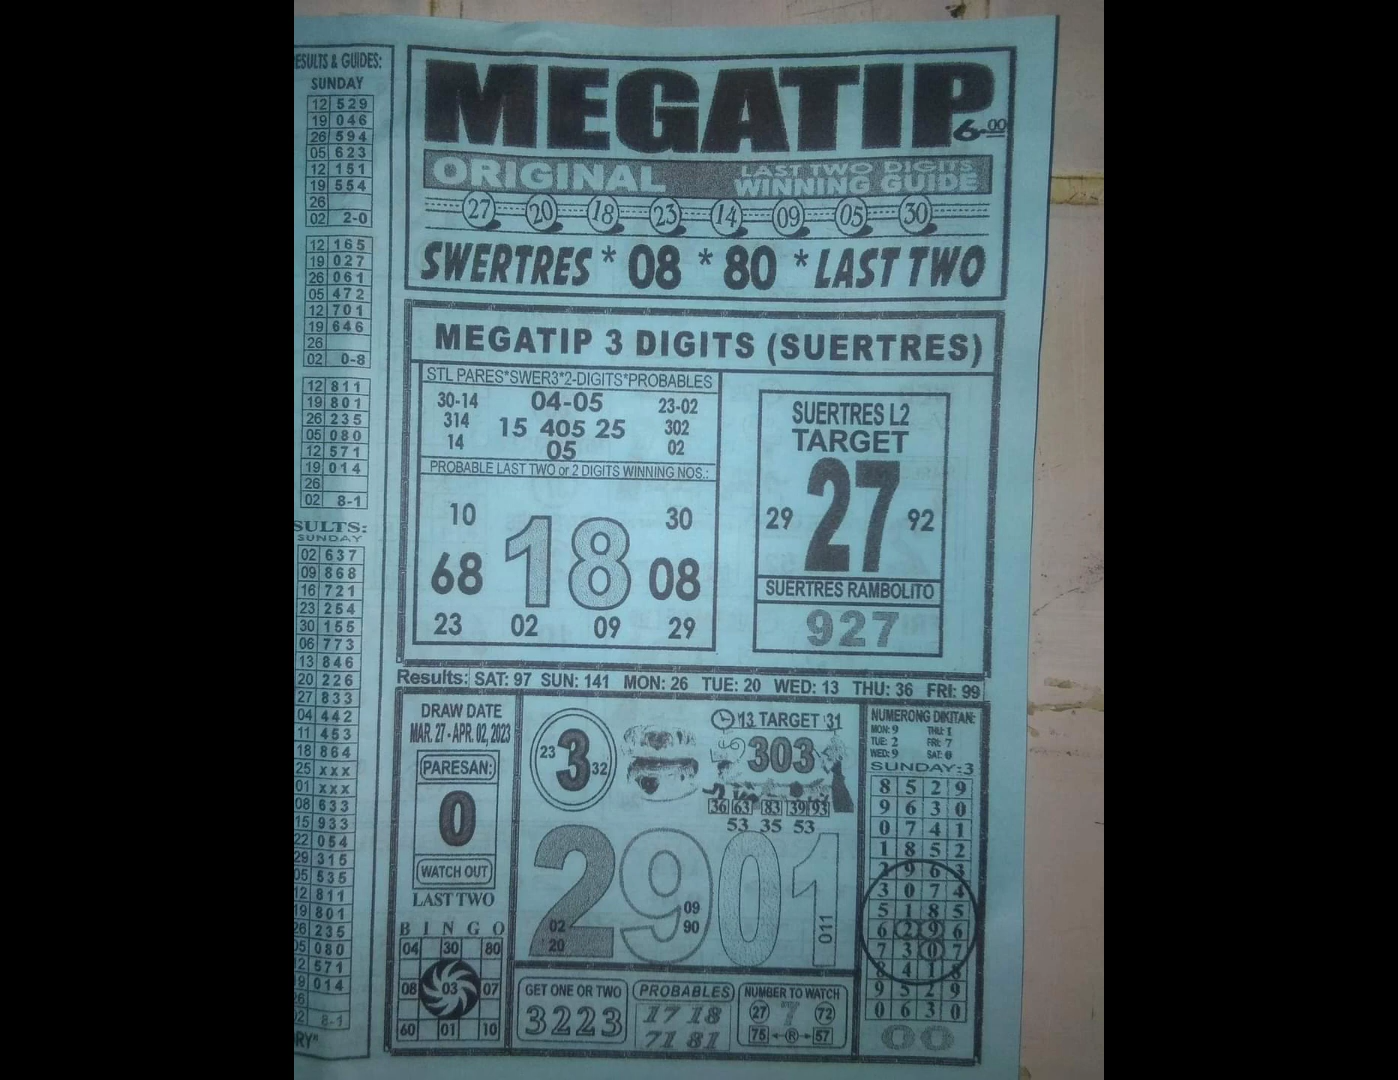 ESULTS & GUIDES:
SUNDAY
12 529
19 046
26 594
05 623
12 151
19 554
26
02 2-0
12 165
19 027
26 061
05 472
12 701
19 646
26
02 0-8
12 811
19 801
26 235
05 080
12 571
19 014
26
02 8-1
SULTS:
SUNDAY
02 637
09 868
16 721
23 254
30 155
06 773
13 846
20 226
27 833
04 442
11 453
18 864
25 xxx
01 xxx
08 633
15 933
22 054
29 315
05 535
12 811
19 801
26 235
05 080
12 571
19 014
26
02 8-1
RY"
MEGATIP
6.00
ORIGINAL LAST TWO DIGITS
WINNING GUIDE
27 20 18 23 14 09 05 30
SWERTRES * 08 * 80 * LAST TWO
MEGATIP 3 DIGITS (SUERTRES)
STL PARES*SWER3*2-DIGITS*PROBABLES
30-14 04-05 23-02
314 15 405 25 302
14 05 02
PROBABLE LAST TWO or 2 DIGITS WINNING NOS.:
10 18 30
68 08
23 02 09 29
SUERTRES L2
TARGET
29 27 92
SUERTRES RAMBOLITO
927
Results: SAT: 97 SUN: 141 MON: 26 TUE: 20 WED: 13 THU: 36 FRI: 99
DRAW DATE
MAR. 27 - APR. 02, 2023
PARESAN:
0
WATCH OUT
LAST TWO
B I N G O
04 30 80
08 03 07
60 01 10
23 3 32
13 TARGET 31
303
36 63 83 39 93
53 35 53
2901
02
20
09
90
011
GET ONE OR TWO
3223
PROBABLES
17 18
71 81
NUMBER TO WATCH
27 7 72
75 R 57
NUMERONG DIKITAN:
MON: 9 THU: 1
TUE: 2 FRI: 7
WED: 9 SAT: 0
SUNDAY:3
8 5 2 9
9 6 3 0
0 7 4 1
1 8 5 2
2 9 6 3
3 0 7 4
5 1 8 5
6 2 9 6
7 3 0 7
8 4 1 8
9 5 2 9
0 6 3 0
00